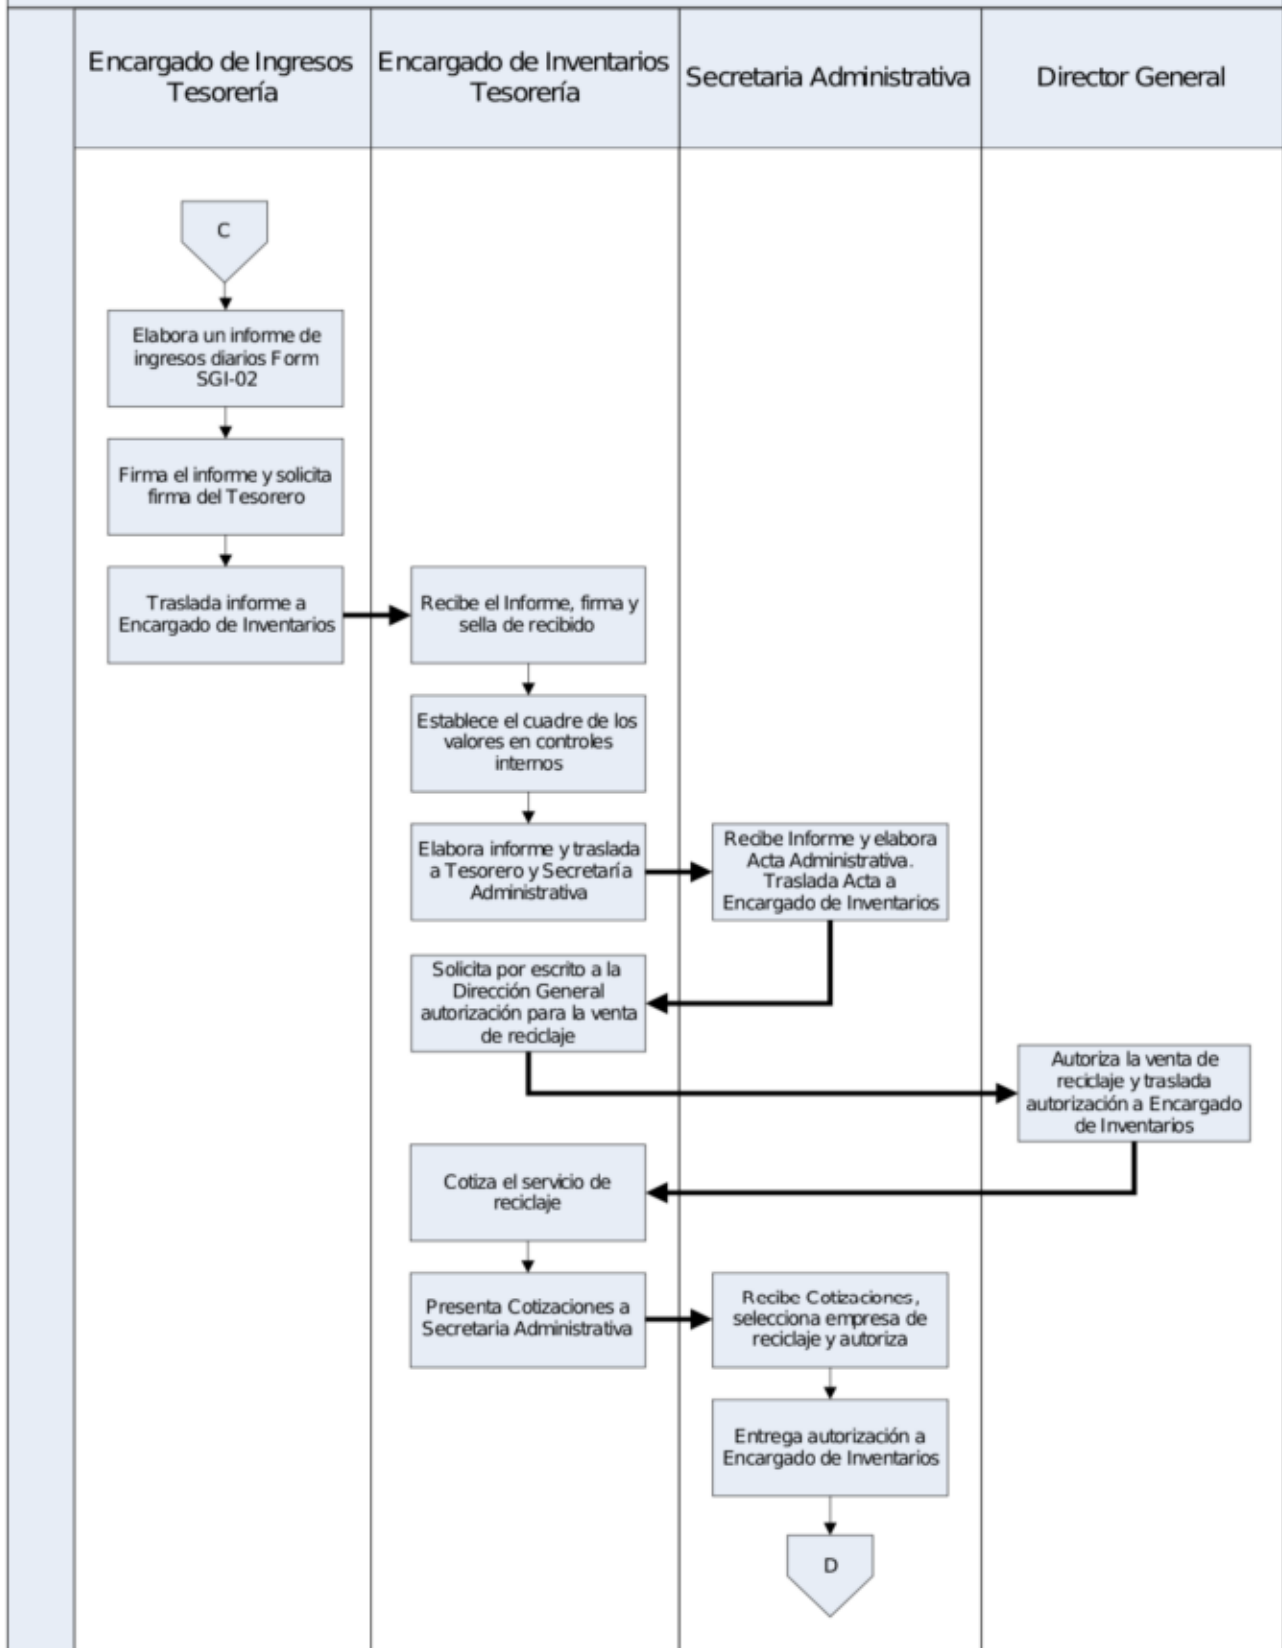 Encargado de Ingresos
Tesorería
Encargado de Inventarios
Tesorería
Secretaria Administrativa
Director General
C
Elabora un informe de
ingresos diarios Form
SGI-02
Firma el informe y solicita
firma del Tesorero
Traslada informe a
Encargado de Inventarios
Recibe el Informe, firma y
sella de recibido
Establece el cuadre de los
valores en controles
internos
Elabora informe y traslada
a Tesorero y Secretaría
Administrativa
Recibe Informe y elabora
Acta Administrativa.
Traslada Acta a
Encargado de Inventarios
Solicita por escrito a la
Dirección General
autorización para la venta
de reciclaje
Autoriza la venta de
reciclaje y traslada
autorización a Encargado
de Inventarios
Cotiza el servicio de
reciclaje
Presenta Cotizaciones a
Secretaria Administrativa
Recibe Cotizaciones,
selecciona empresa de
reciclaje y autoriza
Entrega autorización a
Encargado de Inventarios
D